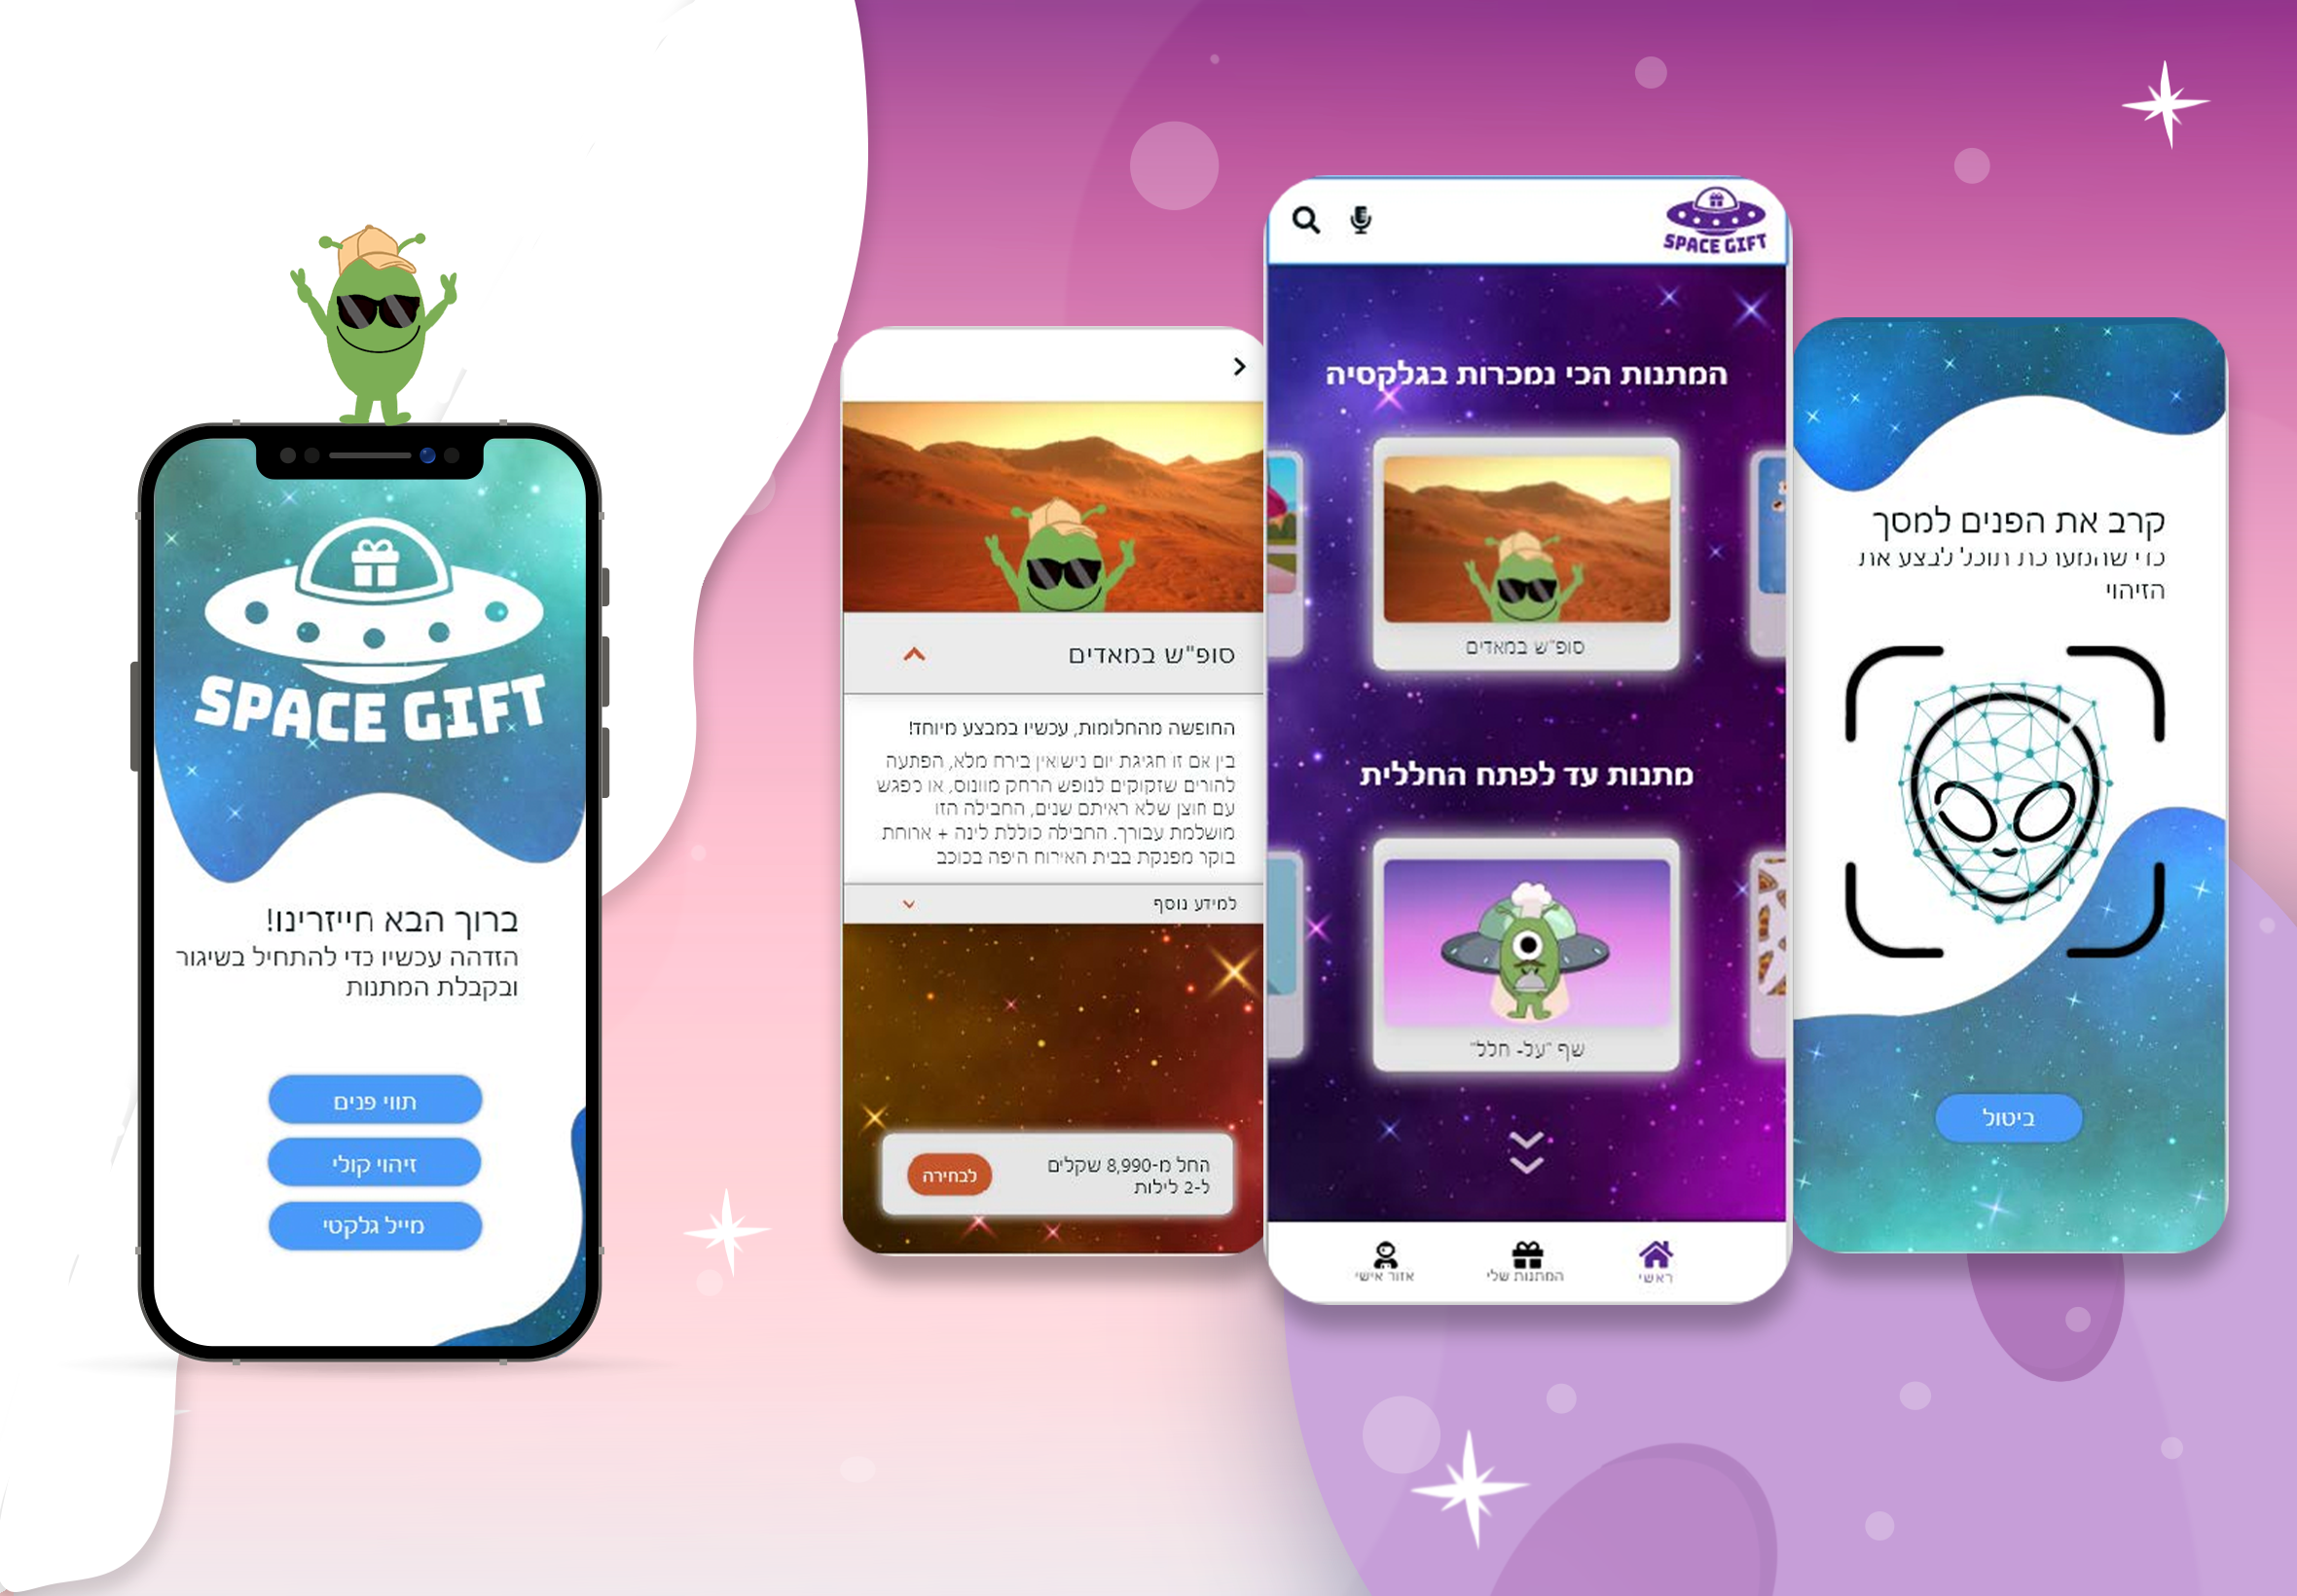 SPACE GIFT
ברוך הבא חייזרינו!
הזדהה עכשיו כדי להתחיל בשיגור
ובקבלת המתנות
תווי פנים
זיהוי קולי
מייל גלקטי
סופ"ש במאדים
החופשה מהחלומות, עכשיו במבצע מיוחד!
בין אם זו חגיגת יום נישואין בירח מלא, הפתעה
להורים שזקוקים לנופש הרחק מוונוס, או מפגש
עם חוצן שלא ראיתם שנים, החבילה הזו
מושלמת עבורך. החבילה כוללת לינה + ארוחת
בוקר מפנקת בבית האירוח היפה בכוכב
למידע נוסף
החל מ-8,990 שקלים
ל-2 לילות
לבחירה
SPACE GIFT
המתנות הכי נמכרות בגלקסיה
סופ"ש במאדים
מתנות עד לפתח החללית
שף "על- חלל"
ראשי
המתנות שלי
אזור אישי
קרב את הפנים למסך
כדי שהמערכת תוכל לבצע את
הזיהוי
ביטול